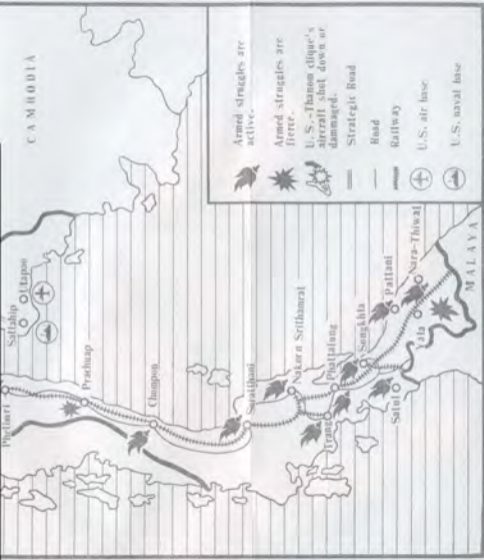 CAMBODIA
Sattahip
Utapao
Phetburi
Prachuap
Chumpon
Suratthani
Nakorn Srithamrat
Phattalung
Trang
Songkhla
Pattani
Nara-Thiwat
Yala
Satul
MALAYA
Armed struggles are
active.
Armed struggles are
fierce.
U.S.-Thanom clique's
aircraft shot down or
damaged.
Strategic Road
Road
Railway
U.S. air base
U.S. naval base